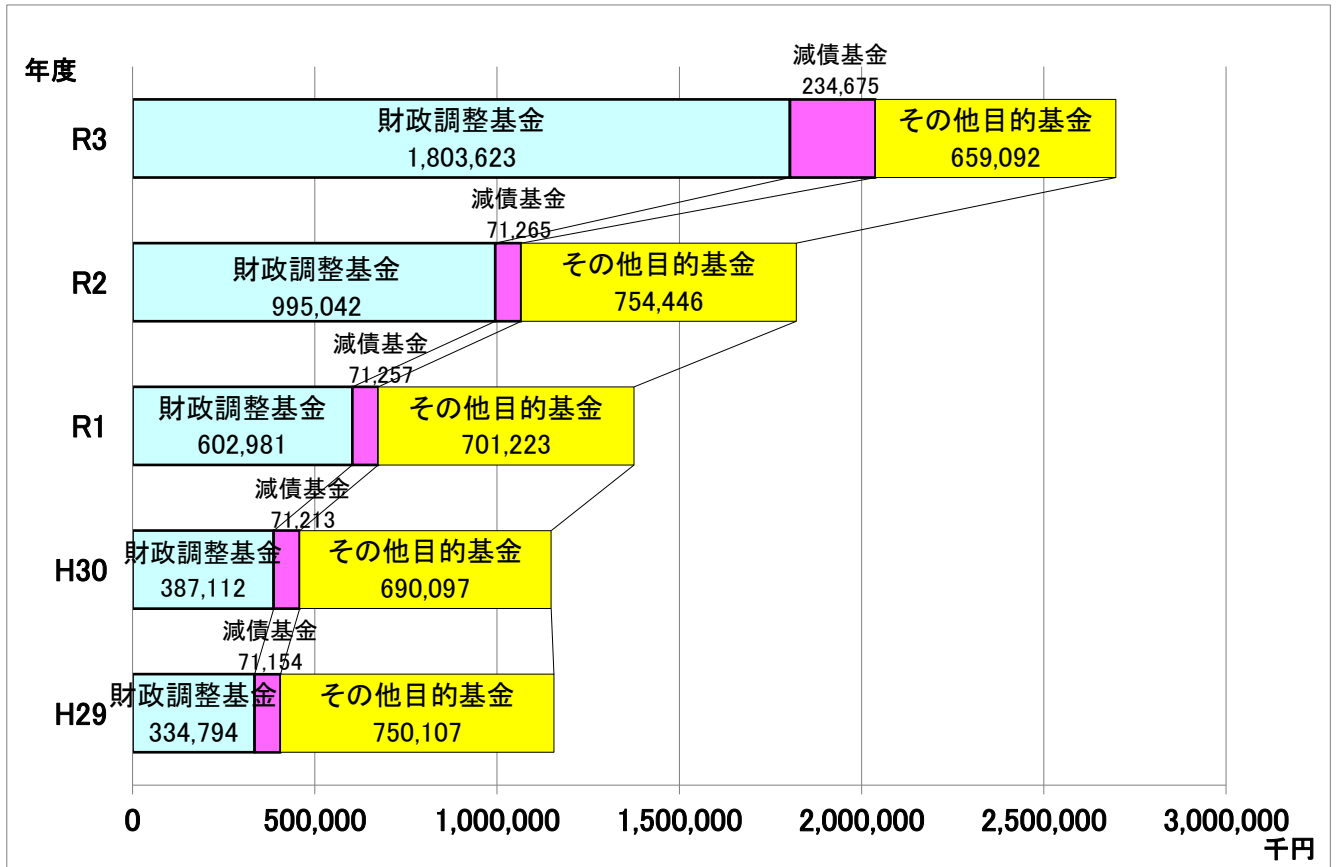 年度
減債基金
234,675
R3
財政調整基金
1,803,623
その他目的基金
659,092
減債基金
71,265
R2
財政調整基金
995,042
その他目的基金
754,446
減債基金
71,257
R1
財政調整基金
602,981
その他目的基金
701,223
減債基金
71,213
H30
財政調整基金
387,112
その他目的基金
690,097
減債基金
71,154
H29
財政調整基金
334,794
その他目的基金
750,107
0 500,000 1,000,000 1,500,000 2,000,000 2,500,000 3,000,000
千円